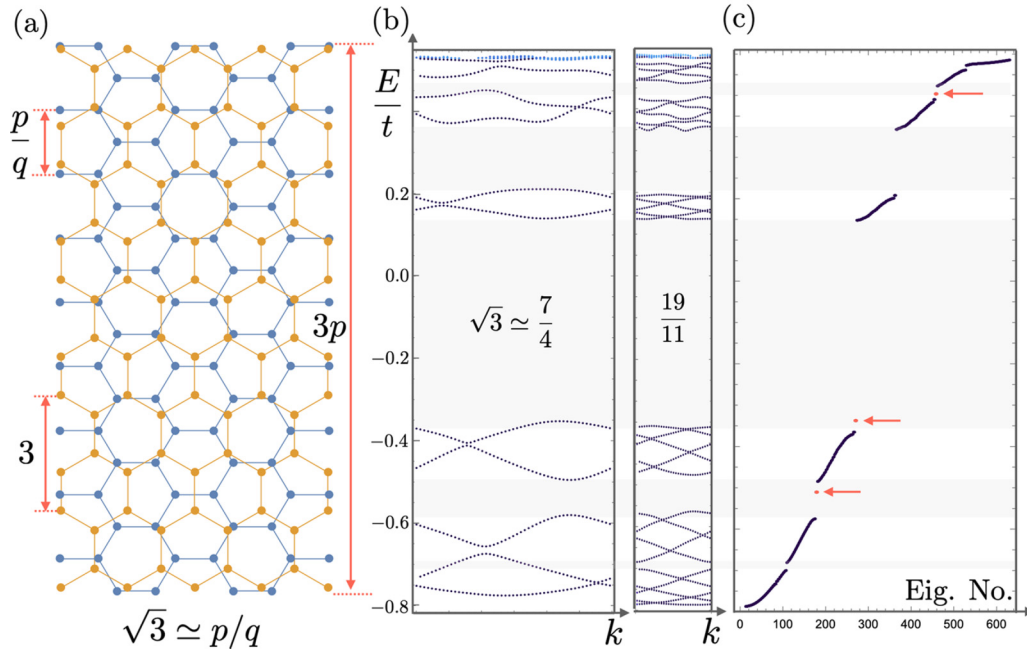 (a)
(b)
(c)
p/q
3
3p
√3 ≃ p/q
E/t
0.2
0.0
−0.2
−0.4
−0.6
−0.8
√3 ≃ 7/4
19/11
k
k
Eig. No.
0 100 200 300 400 500 600